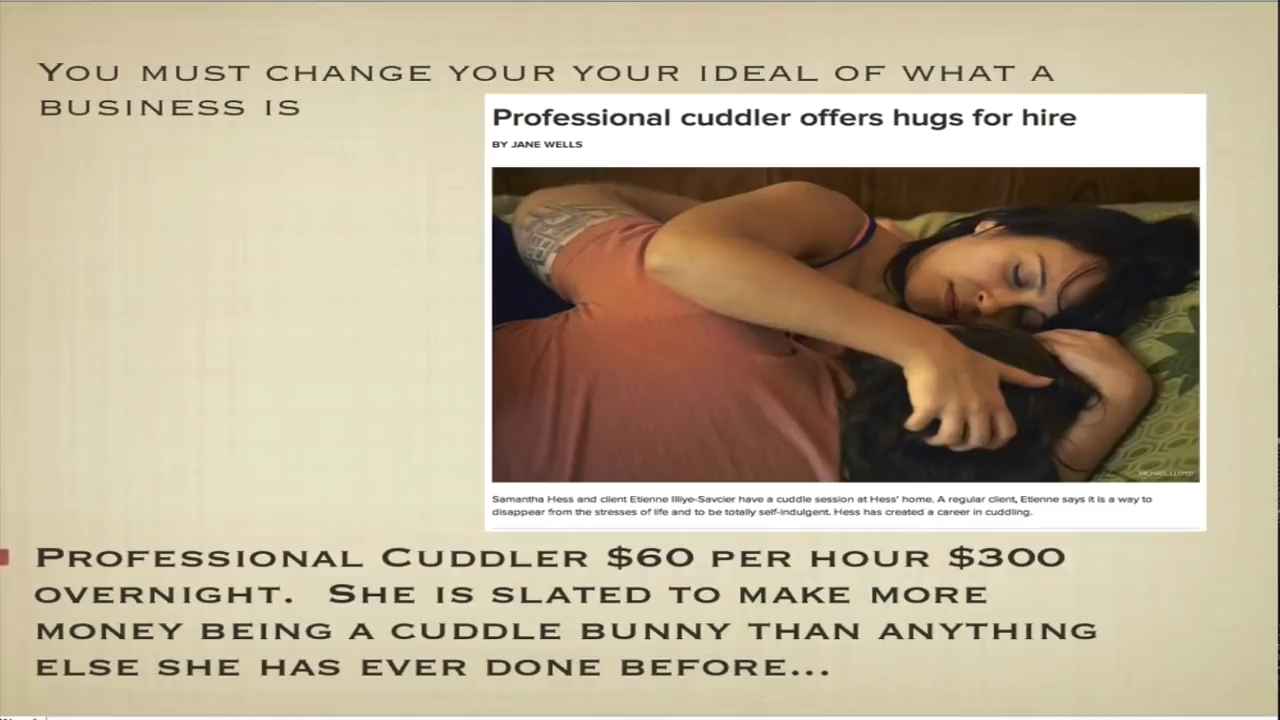 You must change your your ideal of what a
business is
Professional cuddler offers hugs for hire
BY JANE WELLS
MICHAEL LLOYD
Samantha Hess and client Etienne Illiye-Savcier have a cuddle session at Hess' home. A regular client, Etienne says it is a way to
disappear from the stresses of life and to be totally self-indulgent. Hess has created a career in cuddling.
Professional Cuddler $60 per hour $300
overnight. She is slated to make more
money being a cuddle bunny than anything
else she has ever done before...